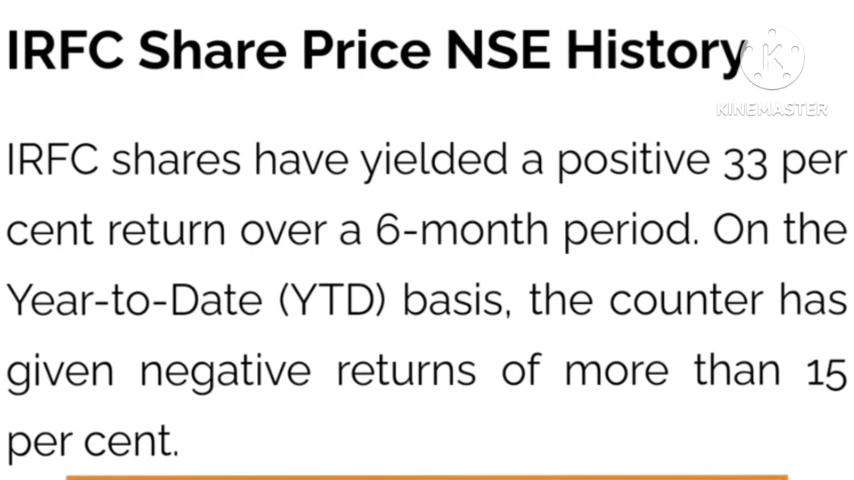 IRFC Share Price NSE History
KINEMASTER
IRFC shares have yielded a positive 33 per
cent return over a 6-month period. On the
Year-to-Date (YTD) basis, the counter has
given negative returns of more than 15
per cent.